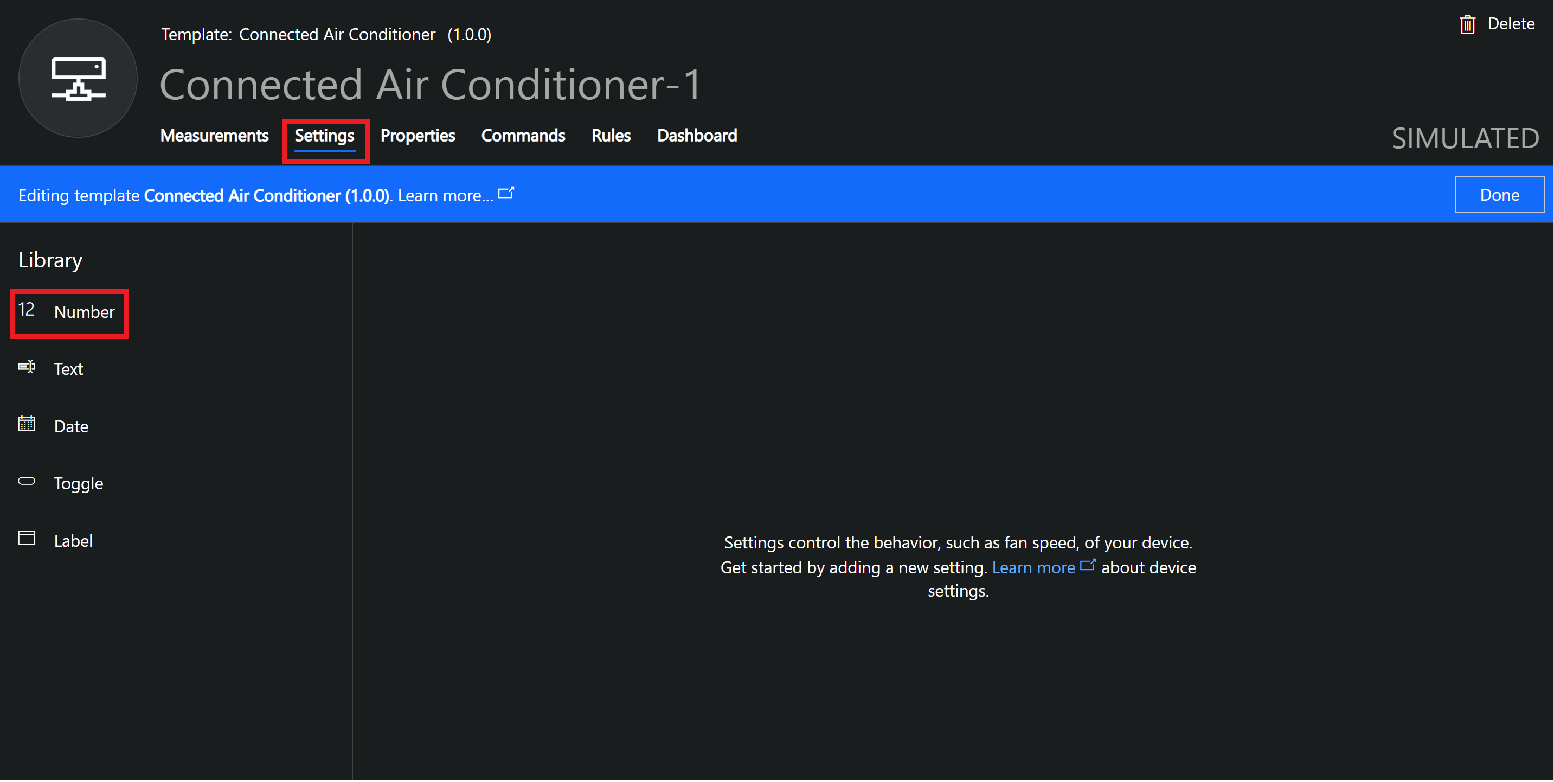 Template: Connected Air Conditioner (1.0.0)
Delete
Connected Air Conditioner-1
Measurements Settings Properties Commands Rules Dashboard
SIMULATED
Editing template Connected Air Conditioner (1.0.0). Learn more...
Done
Library
12 Number
Text
Date
Toggle
Label
Settings control the behavior, such as fan speed, of your device.
Get started by adding a new setting. Learn more about device
settings.